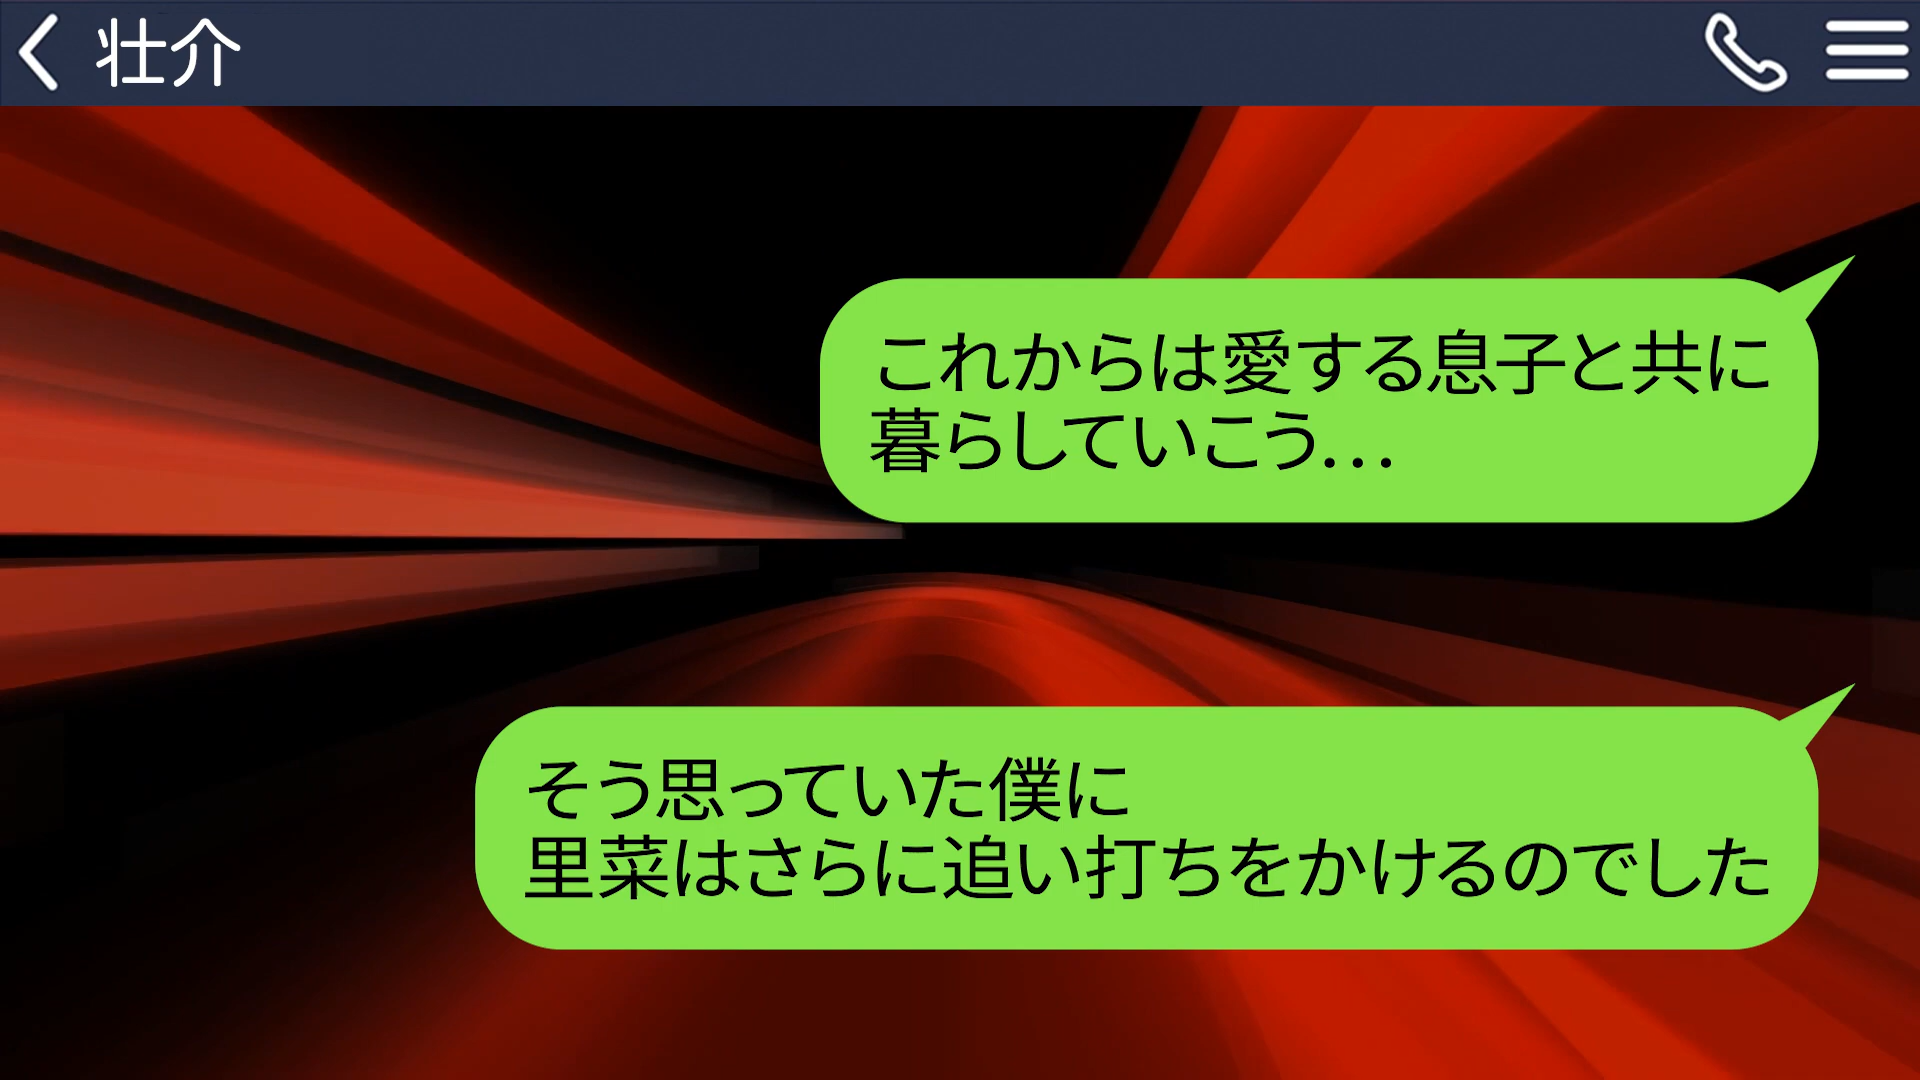 壮介
これからは愛する息子と共に
暮らしていこう...
そう思っていた僕に
里菜はさらに追い打ちをかけるのでした